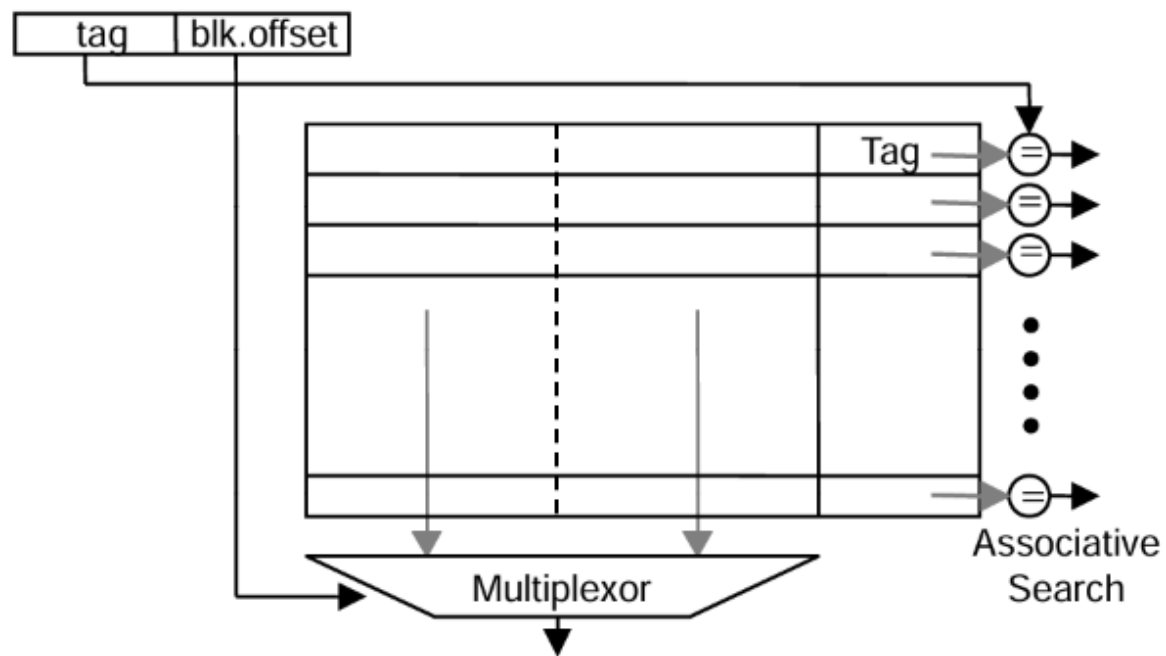 tag blk.offset
Tag =
=
=
=
Associative
Search
Multiplexor